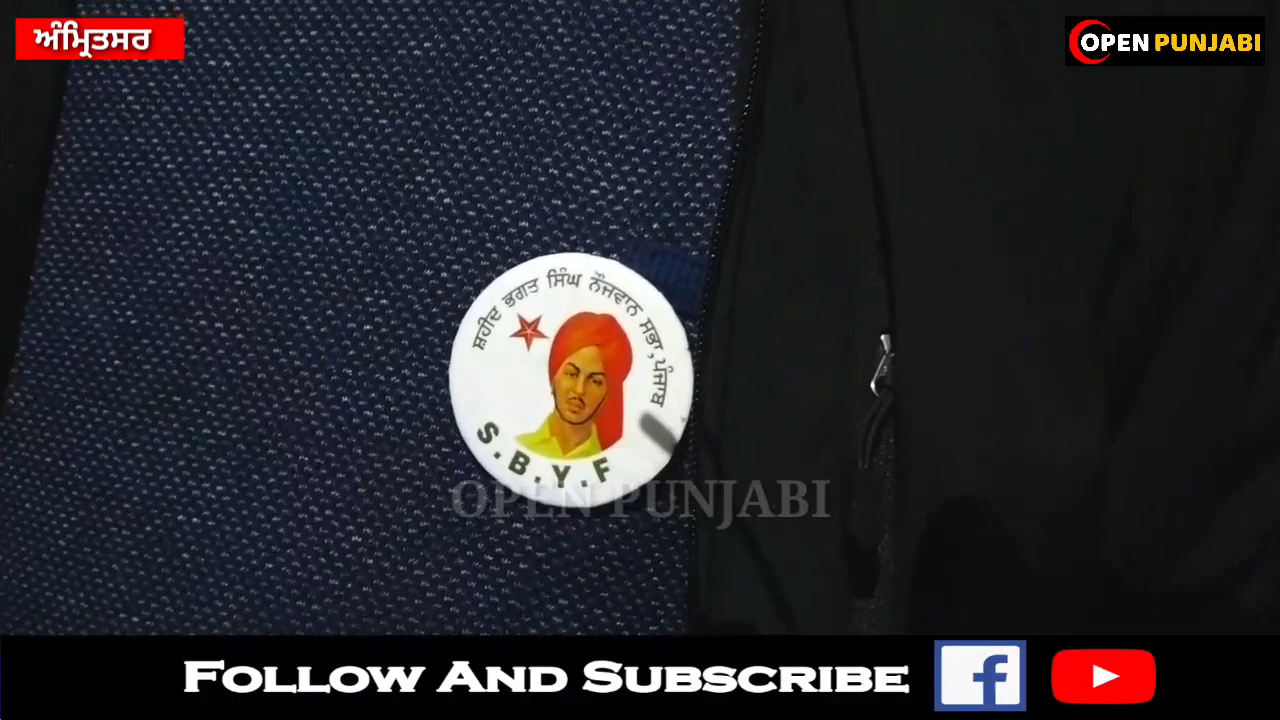 ਅੰਮ੍ਰਿਤਸਰ
OPEN PUNJABI
ਸ਼ਹੀਦ ਭਗਤ ਸਿੰਘ ਨੌਜਵਾਨ ਸਭਾ, ਪੰਜਾਬ
S.B.Y.F
OPEN PUNJABI
FOLLOW AND SUBSCRIBE